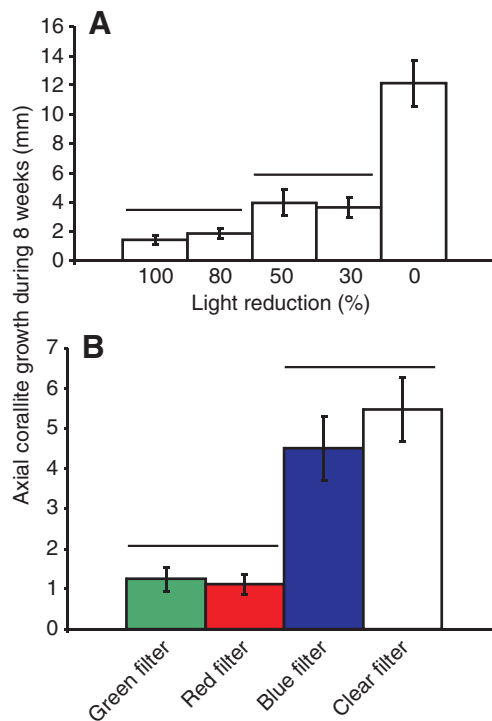 A
16
14
12
10
8
6
4
2
0
100 80 50 30 0
Light reduction (%)
Axial corallite growth during 8 weeks (mm)
B
7
6
5
4
3
2
1
0
Green filter
Red filter
Blue filter
Clear filter